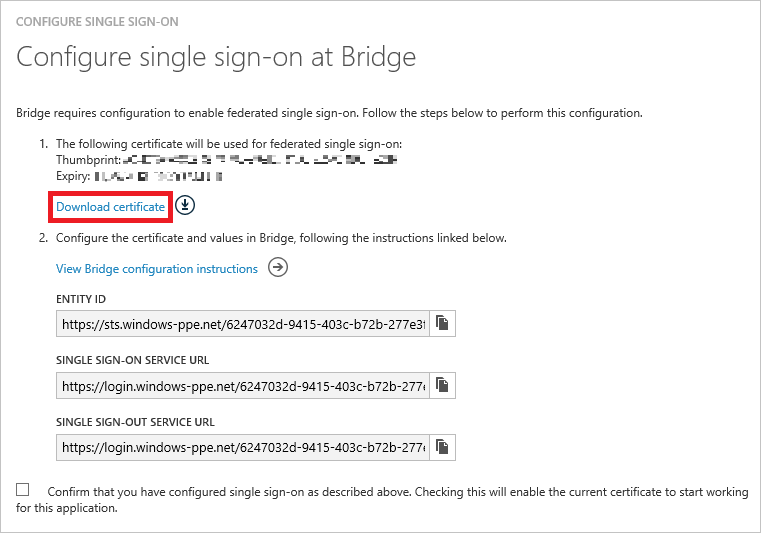 CONFIGURE SINGLE SIGN-ON
Configure single sign-on at Bridge
Bridge requires configuration to enable federated single sign-on. Follow the steps below to perform this configuration.
1. The following certificate will be used for federated single sign-on:
Thumbprint:
Expiry:
Download certificate
2. Configure the certificate and values in Bridge, following the instructions linked below.
View Bridge configuration instructions
ENTITY ID
https://sts.windows-ppe.net/6247032d-9415-403c-b72b-277e3f
SINGLE SIGN-ON SERVICE URL
https://login.windows-ppe.net/6247032d-9415-403c-b72b-277e
SINGLE SIGN-OUT SERVICE URL
https://login.windows-ppe.net/6247032d-9415-403c-b72b-277e
Confirm that you have configured single sign-on as described above. Checking this will enable the current certificate to start working
for this application.